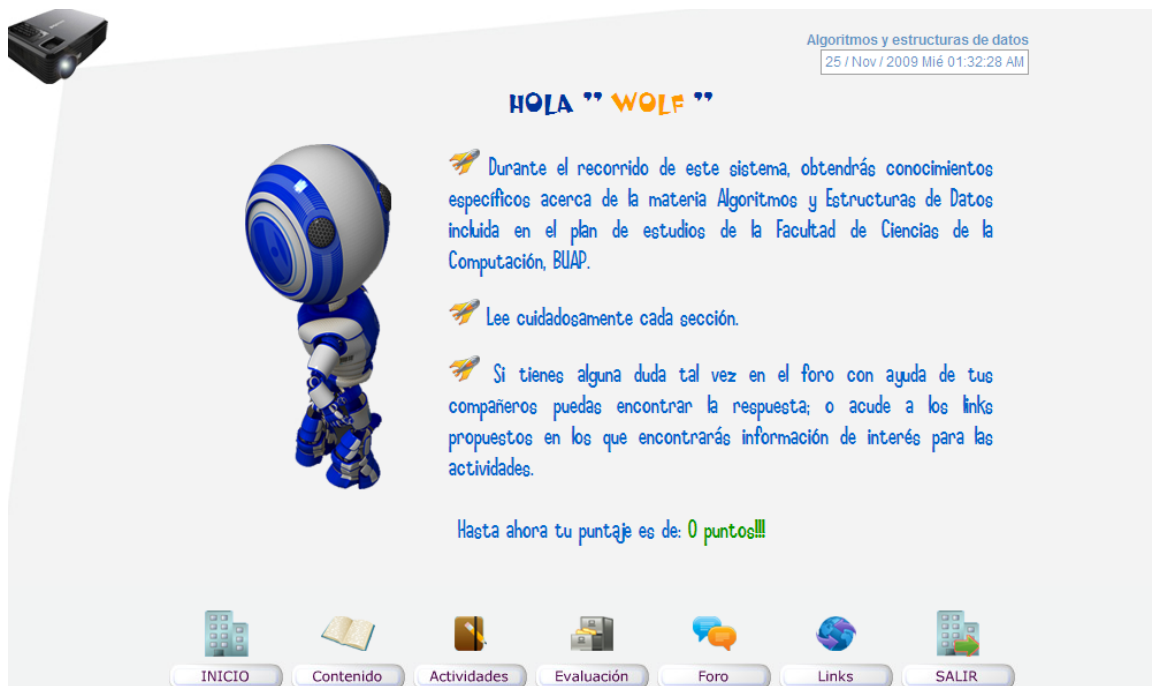 Algoritmos y estructuras de datos
25 / Nov / 2009 Mié 01:32:28 AM
HOLA " WOLF "
Durante el recorrido de este sistema, obtendrás conocimientos
específicos acerca de la materia Algoritmos y Estructuras de Datos
incluida en el plan de estudios de la Facultad de Ciencias de la
Computación, BUAP.
Lee cuidadosamente cada sección.
Si tienes alguna duda tal vez en el foro con ayuda de tus
compañeros puedas encontrar la respuesta; o acude a los links
propuestos en los que encontrarás información de interés para las
actividades.
Hasta ahora tu puntaje es de: 0 puntos!!!
INICIO Contenido Actividades Evaluación Foro Links SALIR